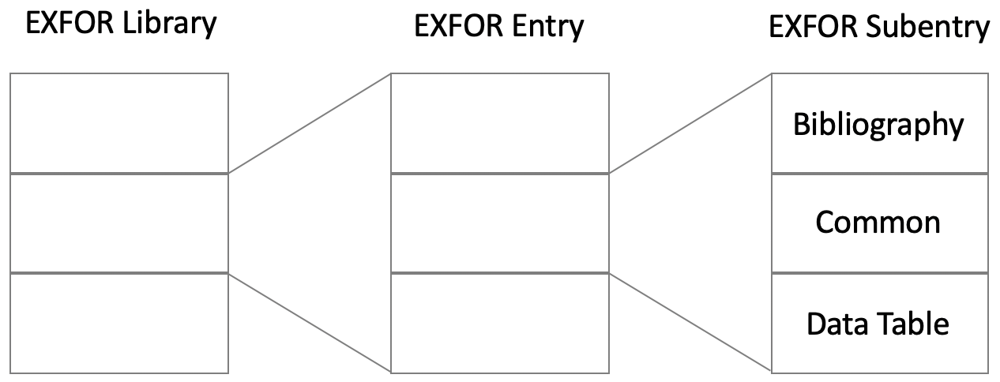 EXFOR Library
EXFOR Entry
EXFOR Subentry
Bibliography
Common
Data Table